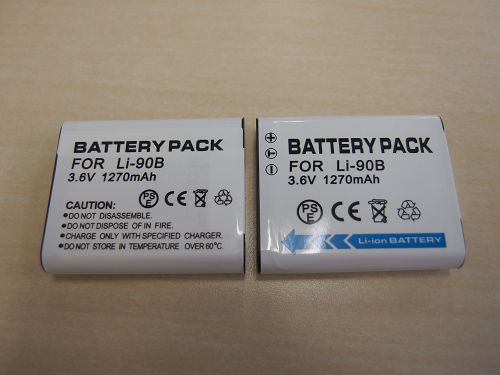 BATTERY PACK
FOR Li-90B
3.6V 1270mAh
PS
E
CE
CAUTION:
●DO NOT DISASSEMBLE.
●DO NOT DISPOSE OF IN FIRE.
●CHARGE ONLY WITH SPECIFIED CHARGER.
●DO NOT STORE IN TEMPERATURE OVER 60℃.
BATTERY PACK
FOR Li-90B
3.6V 1270mAh
PS
E
CE
Li-ion BATTERY